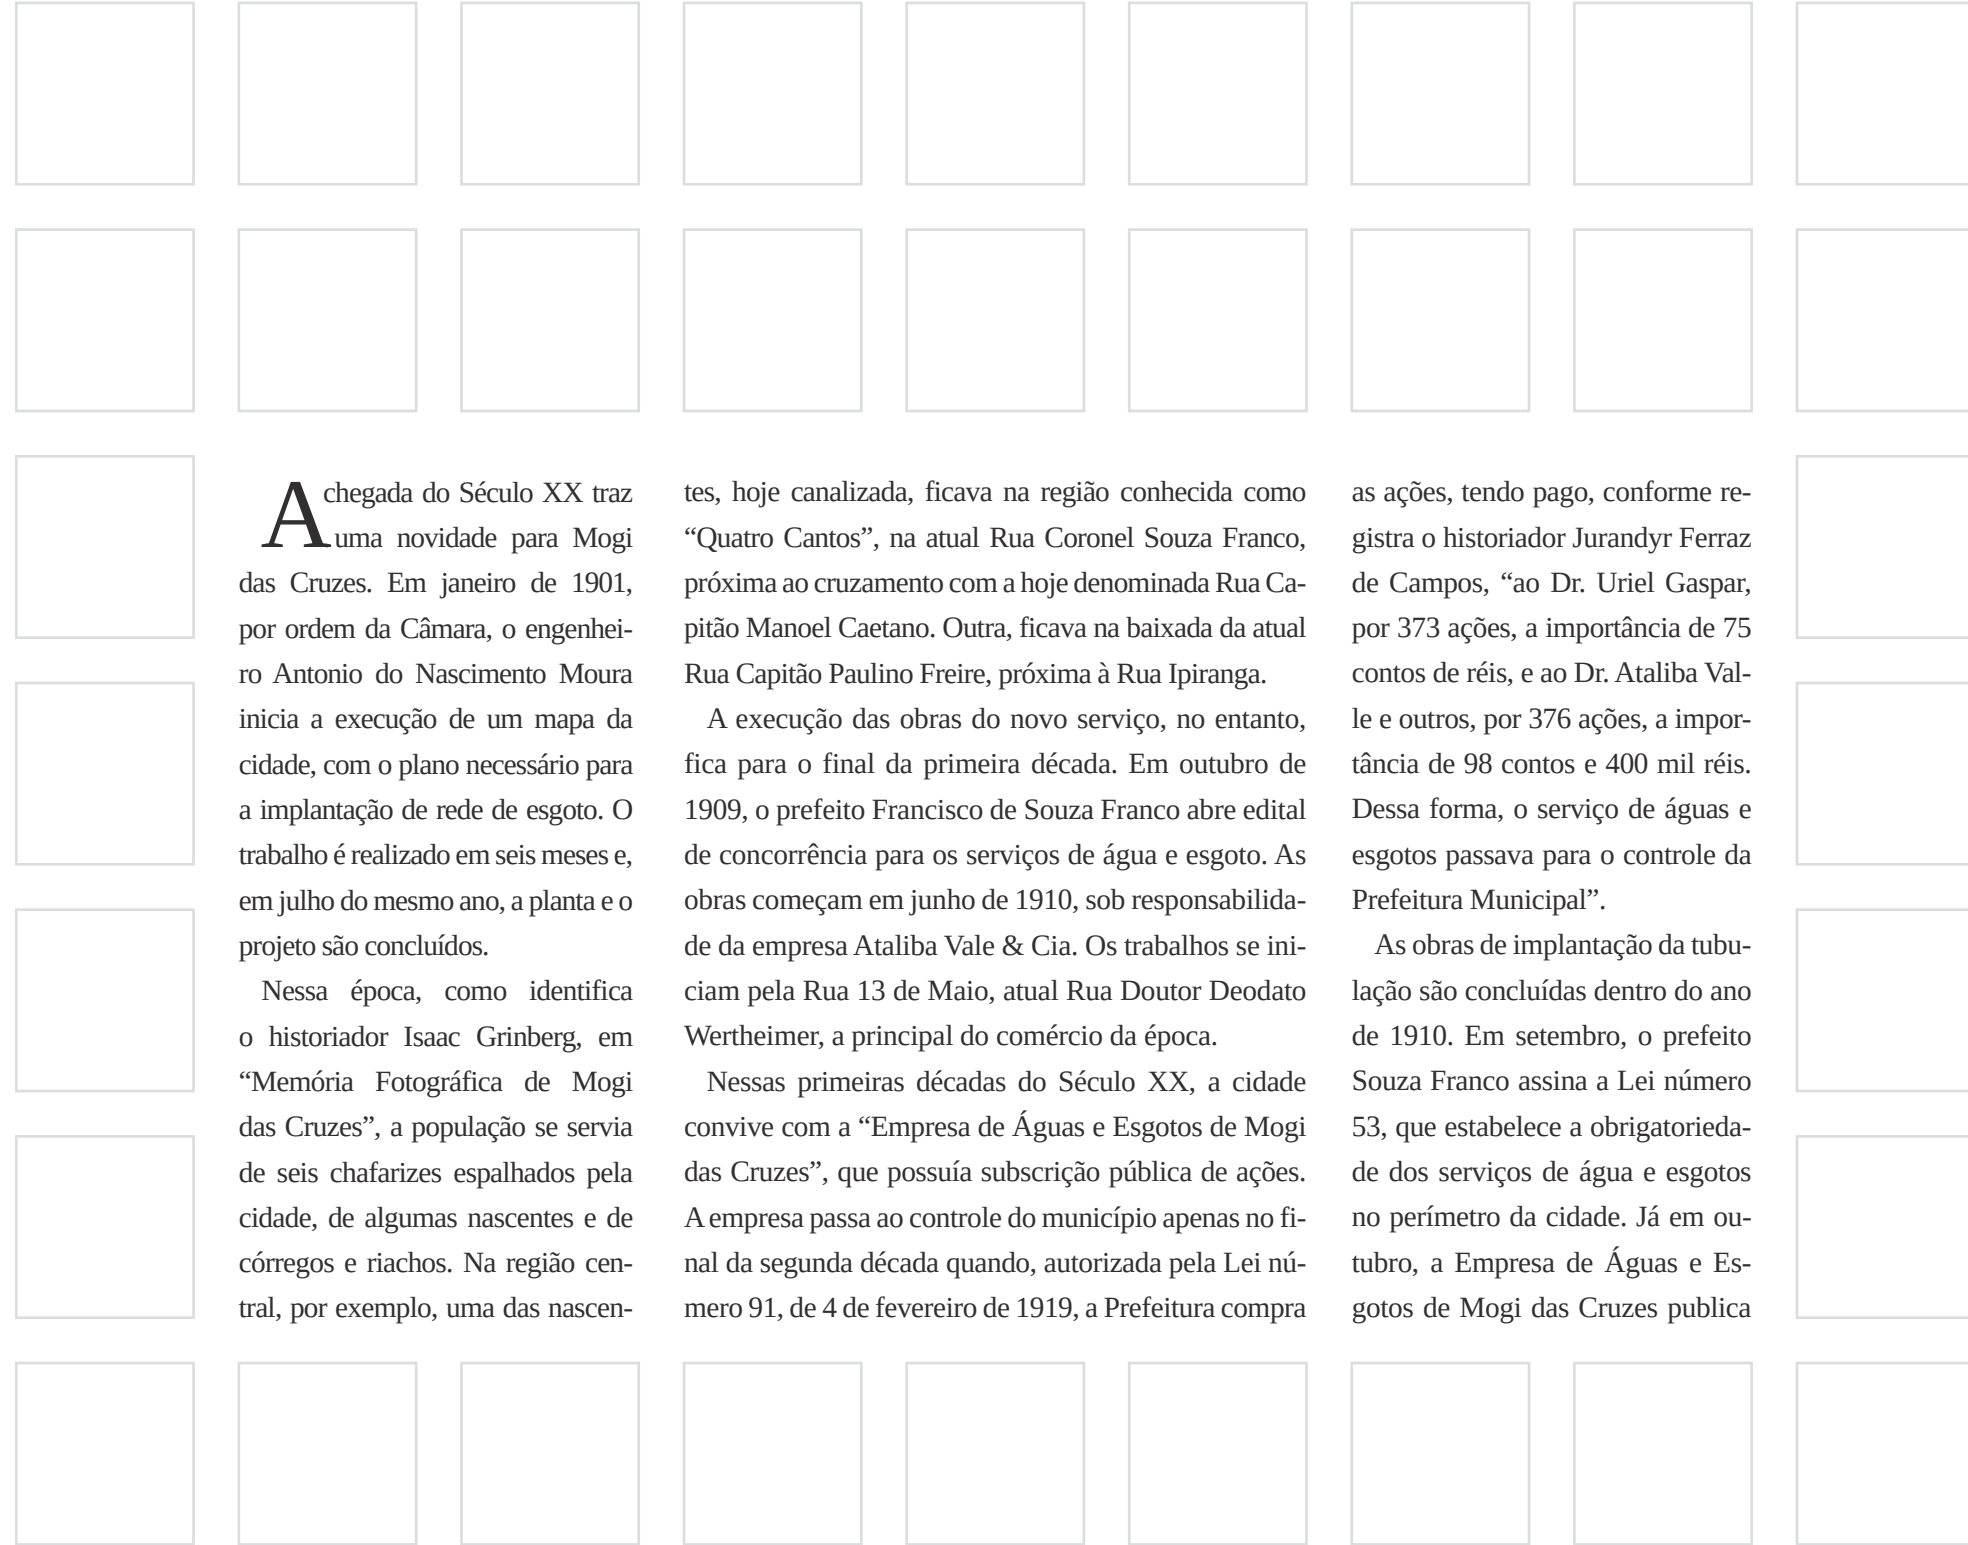 A chegada do Século XX traz
uma novidade para Mogi
das Cruzes. Em janeiro de 1901,
por ordem da Câmara, o engenhei-
ro Antonio do Nascimento Moura
inicia a execução de um mapa da
cidade, com o plano necessário para
a implantação de rede de esgoto. O
trabalho é realizado em seis meses e,
em julho do mesmo ano, a planta e o
projeto são concluídos.
Nessa época, como identifica
o historiador Isaac Grinberg, em
“Memória Fotográfica de Mogi
das Cruzes”, a população se servia
de seis chafarizes espalhados pela
cidade, de algumas nascentes e de
córregos e riachos. Na região cen-
tral, por exemplo, uma das nascen-
tes, hoje canalizada, ficava na região conhecida como
“Quatro Cantos”, na atual Rua Coronel Souza Franco,
próxima ao cruzamento com a hoje denominada Rua Ca-
pitão Manoel Caetano. Outra, ficava na baixada da atual
Rua Capitão Paulino Freire, próxima à Rua Ipiranga.
A execução das obras do novo serviço, no entanto,
fica para o final da primeira década. Em outubro de
1909, o prefeito Francisco de Souza Franco abre edital
de concorrência para os serviços de água e esgoto. As
obras começam em junho de 1910, sob responsabilida-
de da empresa Ataliba Vale & Cia. Os trabalhos se ini-
ciam pela Rua 13 de Maio, atual Rua Doutor Deodato
Wertheimer, a principal do comércio da época.
Nessas primeiras décadas do Século XX, a cidade
convive com a “Empresa de Águas e Esgotos de Mogi
das Cruzes”, que possuía subscrição pública de ações.
A empresa passa ao controle do município apenas no fi-
nal da segunda década quando, autorizada pela Lei nú-
mero 91, de 4 de fevereiro de 1919, a Prefeitura compra
as ações, tendo pago, conforme re-
gistra o historiador Jurandyr Ferraz
de Campos, “ao Dr. Uriel Gaspar,
por 373 ações, a importância de 75
contos de réis, e ao Dr. Ataliba Val-
le e outros, por 376 ações, a impor-
tância de 98 contos e 400 mil réis.
Dessa forma, o serviço de águas e
esgotos passava para o controle da
Prefeitura Municipal”.
As obras de implantação da tubu-
lação são concluídas dentro do ano
de 1910. Em setembro, o prefeito
Souza Franco assina a Lei número
53, que estabelece a obrigatorieda-
de dos serviços de água e esgotos
no perímetro da cidade. Já em ou-
tubro, a Empresa de Águas e Es-
gotos de Mogi das Cruzes publica